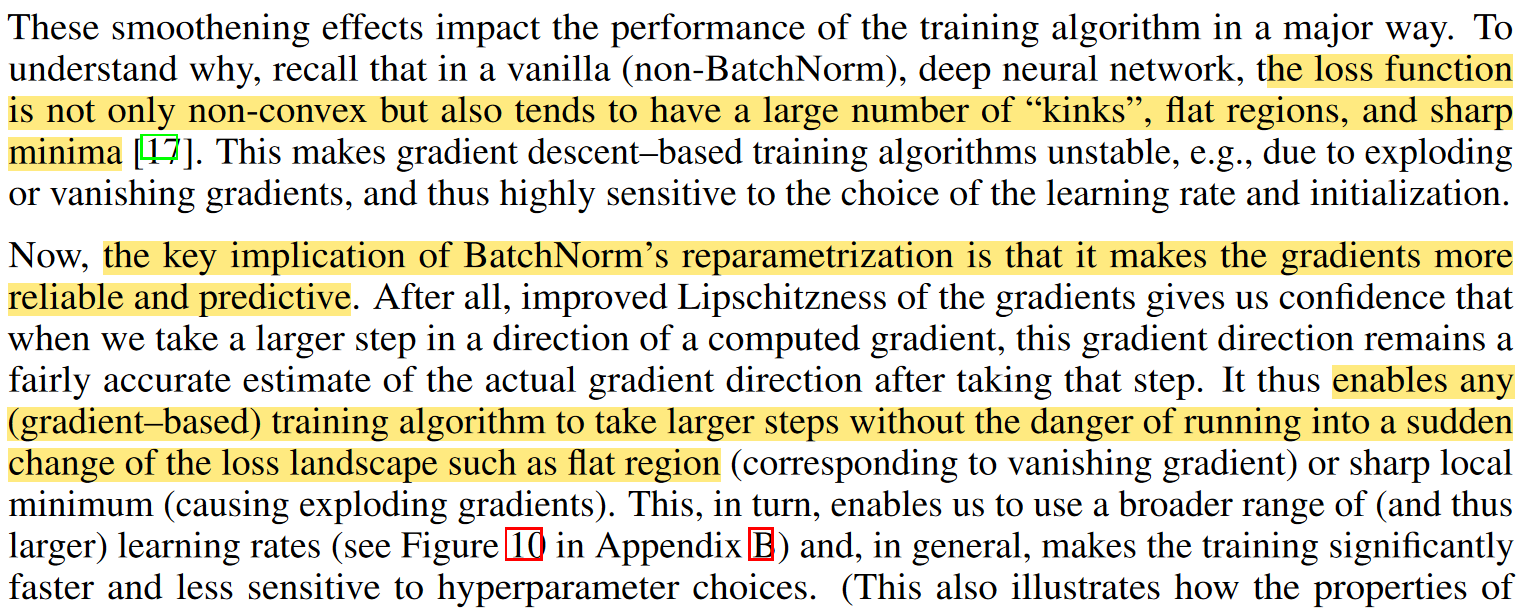 These smoothening effects impact the performance of the training algorithm in a major way. To
understand why, recall that in a vanilla (non-BatchNorm), deep neural network, the loss function
is not only non-convex but also tends to have a large number of “kinks”, flat regions, and sharp
minima [17]. This makes gradient descent–based training algorithms unstable, e.g., due to exploding
or vanishing gradients, and thus highly sensitive to the choice of the learning rate and initialization.
Now, the key implication of BatchNorm’s reparametrization is that it makes the gradients more
reliable and predictive. After all, improved Lipschitzness of the gradients gives us confidence that
when we take a larger step in a direction of a computed gradient, this gradient direction remains a
fairly accurate estimate of the actual gradient direction after taking that step. It thus enables any
(gradient–based) training algorithm to take larger steps without the danger of running into a sudden
change of the loss landscape such as flat region (corresponding to vanishing gradient) or sharp local
minimum (causing exploding gradients). This, in turn, enables us to use a broader range of (and thus
larger) learning rates (see Figure 10 in Appendix B) and, in general, makes the training significantly
faster and less sensitive to hyperparameter choices. (This also illustrates how the properties of